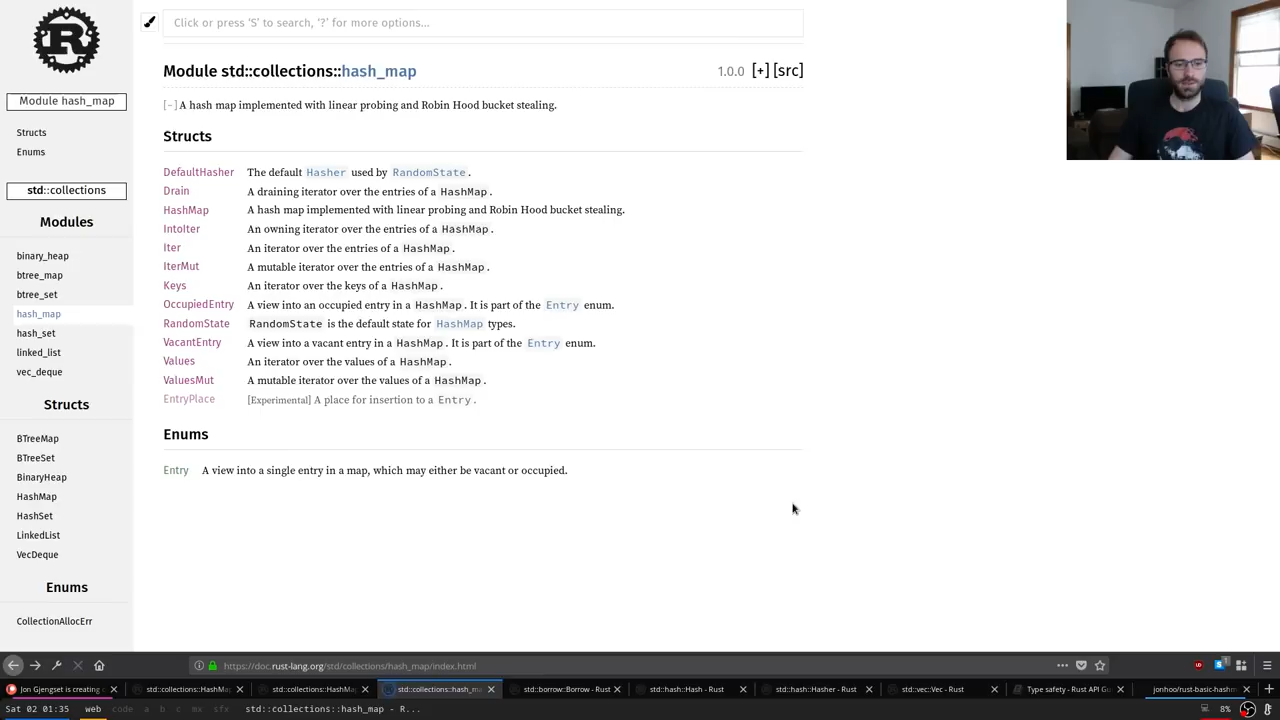 Click or press ‘S’ to search, ‘?’ for more options…
Module std::collections::hash_map
1.0.0 [+] [src]
[−] A hash map implemented with linear probing and Robin Hood bucket stealing.
Structs
DefaultHasher The default Hasher used by RandomState.
Drain A draining iterator over the entries of a HashMap.
HashMap A hash map implemented with linear probing and Robin Hood bucket stealing.
IntoIter An owning iterator over the entries of a HashMap.
Iter An iterator over the entries of a HashMap.
IterMut A mutable iterator over the entries of a HashMap.
Keys An iterator over the keys of a HashMap.
OccupiedEntry A view into an occupied entry in a HashMap. It is part of the Entry enum.
RandomState RandomState is the default state for HashMap types.
VacantEntry A view into a vacant entry in a HashMap. It is part of the Entry enum.
Values An iterator over the values of a HashMap.
ValuesMut A mutable iterator over the values of a HashMap.
EntryPlace [Experimental] A place for insertion to a Entry.
Enums
Entry A view into a single entry in a map, which may either be vacant or occupied.
R
Module hash_map
Structs
Enums
std::collections
Modules
binary_heap
btree_map
btree_set
hash_map
hash_set
linked_list
vec_deque
Structs
BTreeMap
BTreeSet
BinaryHeap
HashMap
HashSet
LinkedList
VecDeque
Enums
CollectionAllocErr
https://doc.rust-lang.org/std/collections/hash_map/index.html
Jon Gjengset is creating
std::collections::HashMa
std::collections::HashMa
std::collections::hash_ma
std::borrow::Borrow - Rust
std::hash::Hash - Rust
std::hash::Hasher - Rust
std::vec::Vec - Rust
Type safety - Rust API Gu
jonhoo/rust-basic-hashm
Sat 02 01:35 web code a b c mx sfx std::collections::hash_map - R...
8%